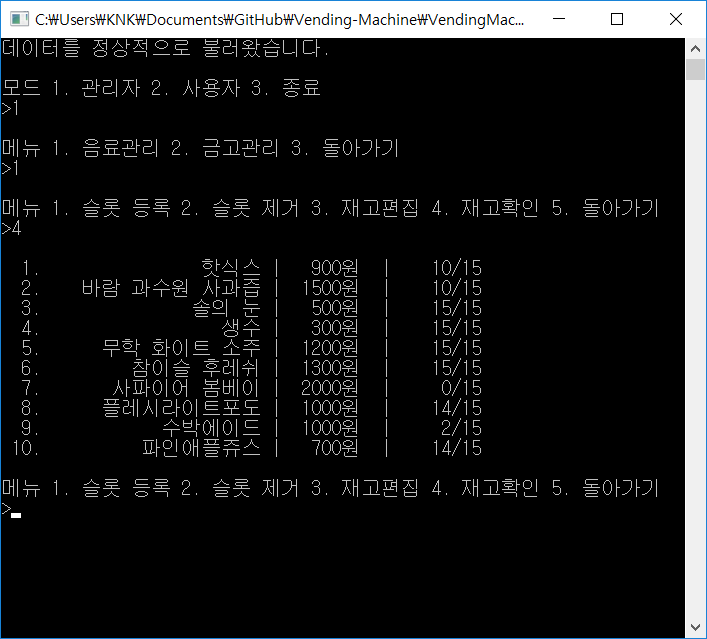 C:₩Users₩KNK₩Documents₩GitHub₩Vending-Machine₩VendingMac...
데이터를 정상적으로 불러왔습니다.
모드 1. 관리자 2. 사용자 3. 종료
>1
메뉴 1. 음료관리 2. 금고관리 3. 돌아가기
>1
메뉴 1. 슬롯 등록 2. 슬롯 제거 3. 재고편집 4. 재고확인 5. 돌아가기
>4
1. 핫식스 | 900원 | 10/15
2. 바람 과수원 사과즙 | 1500원 | 10/15
3. 솔의 눈 | 500원 | 15/15
4. 생수 | 300원 | 15/15
5. 무학 화이트 소주 | 1200원 | 15/15
6. 참이슬 후레쉬 | 1300원 | 15/15
7. 사파이어 봄베이 | 2000원 | 0/15
8. 플레시라이트포도 | 1000원 | 14/15
9. 수박에이드 | 1000원 | 2/15
10. 파인애플쥬스 | 700원 | 14/15
메뉴 1. 슬롯 등록 2. 슬롯 제거 3. 재고편집 4. 재고확인 5. 돌아가기
>